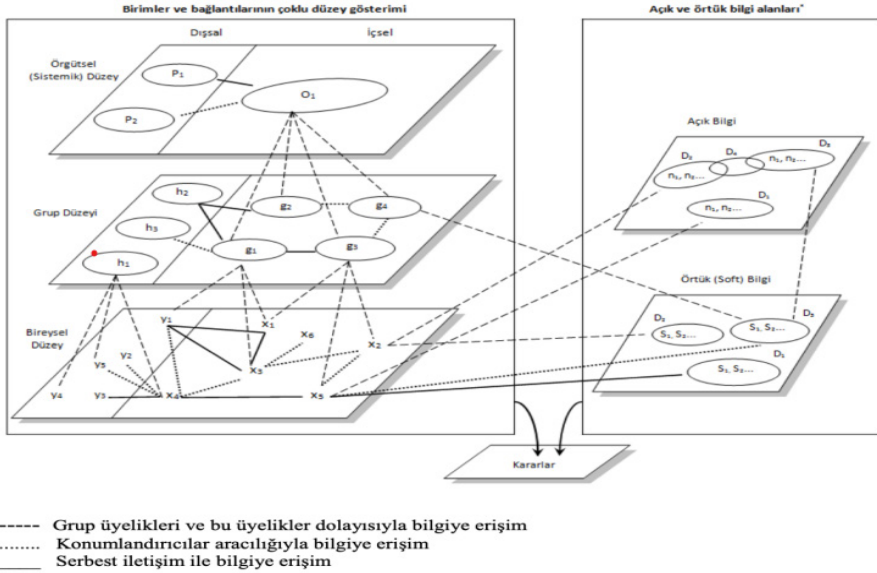 Birimler ve bağlantılarının çoklu düzey gösterimi
Dışsal
İçsel
Örgütsel
(Sistemik) Düzey
P₁
P₂
O₁
Grup Düzeyi
h₂
h₃
h₁
g₂
g₄
g₁
g₃
Bireysel
Düzey
y₁
x₁
x₆
x₂
y₂
y₅
x₃
y₄
y₃
x₄
x₅
Açık ve örtük bilgi alanları*
Açık Bilgi
D₂
D₄
D₃
n₁, n₂...
n₁, n₂...
D₁
n₁, n₂...
Örtük (Soft) Bilgi
D₂
D₃
S₁, S₂...
S₁, S₂...
D₁
S₁, S₂...
Kararlar
Grup üyelikleri ve bu üyelikler dolayısıyla bilgiye erişim
Konumlandırıcılar aracılığıyla bilgiye erişim
Serbest iletişim ile bilgiye erişim